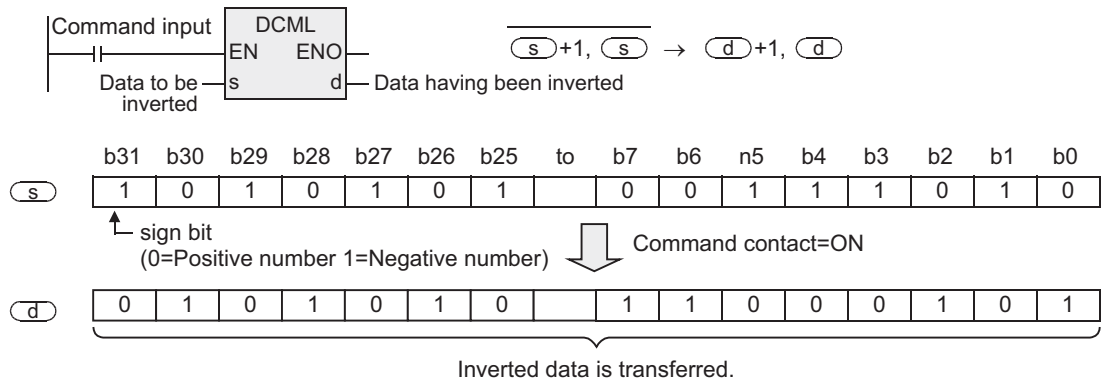 Command input
DCML
EN ENO
s+1, s → d+1, d
Data to be inverted
s d
Data having been inverted
b31 b30 b29 b28 b27 b26 b25 to b7 b6 n5 b4 b3 b2 b1 b0
s 1 0 1 0 1 0 1 0 0 1 1 1 0 1 0
sign bit
(0=Positive number 1=Negative number)
Command contact=ON
d 0 1 0 1 0 1 0 1 1 0 0 0 1 0 1
Inverted data is transferred.